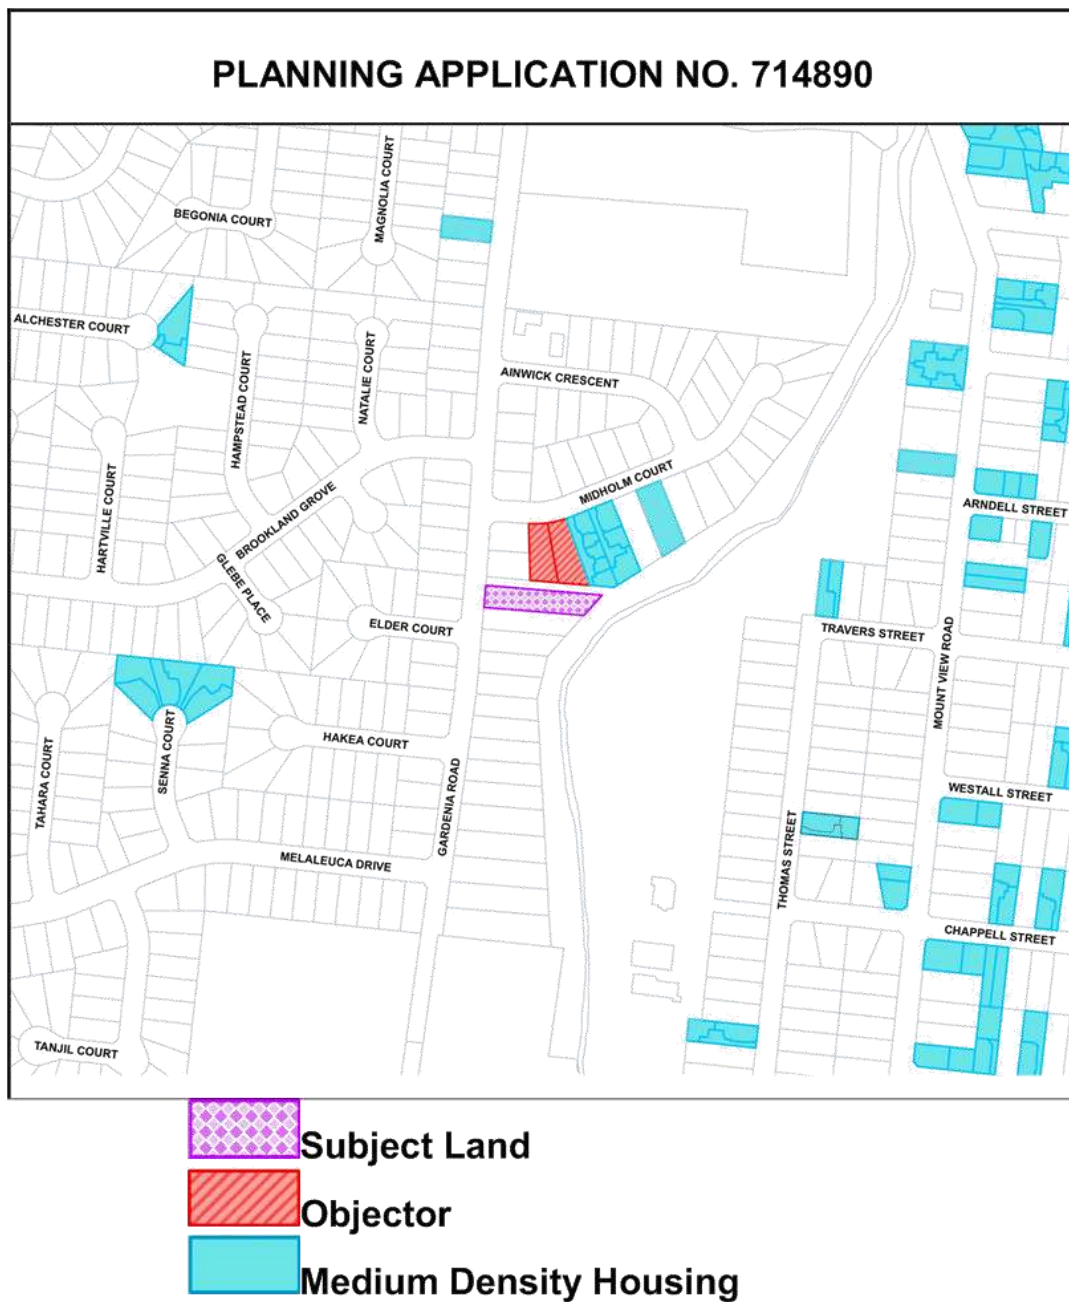 PLANNING APPLICATION NO. 714890
MAGNOLIA COURT
BEGONIA COURT
ALCHESTER COURT
HAMPSTEAD COURT
NATALIE COURT
AINWICK CRESCENT
HARTVILLE COURT
BROOKLAND GROVE
MIDHOLM COURT
ARNDELL STREET
GLEBE PLACE
ELDER COURT
TRAVERS STREET
MOUNT VIEW ROAD
TAHARA COURT
SENNA COURT
HAKEA COURT
GARDENIA ROAD
WESTALL STREET
MELALEUCA DRIVE
THOMAS STREET
CHAPPELL STREET
TANJIL COURT
Subject Land
Objector
Medium Density Housing